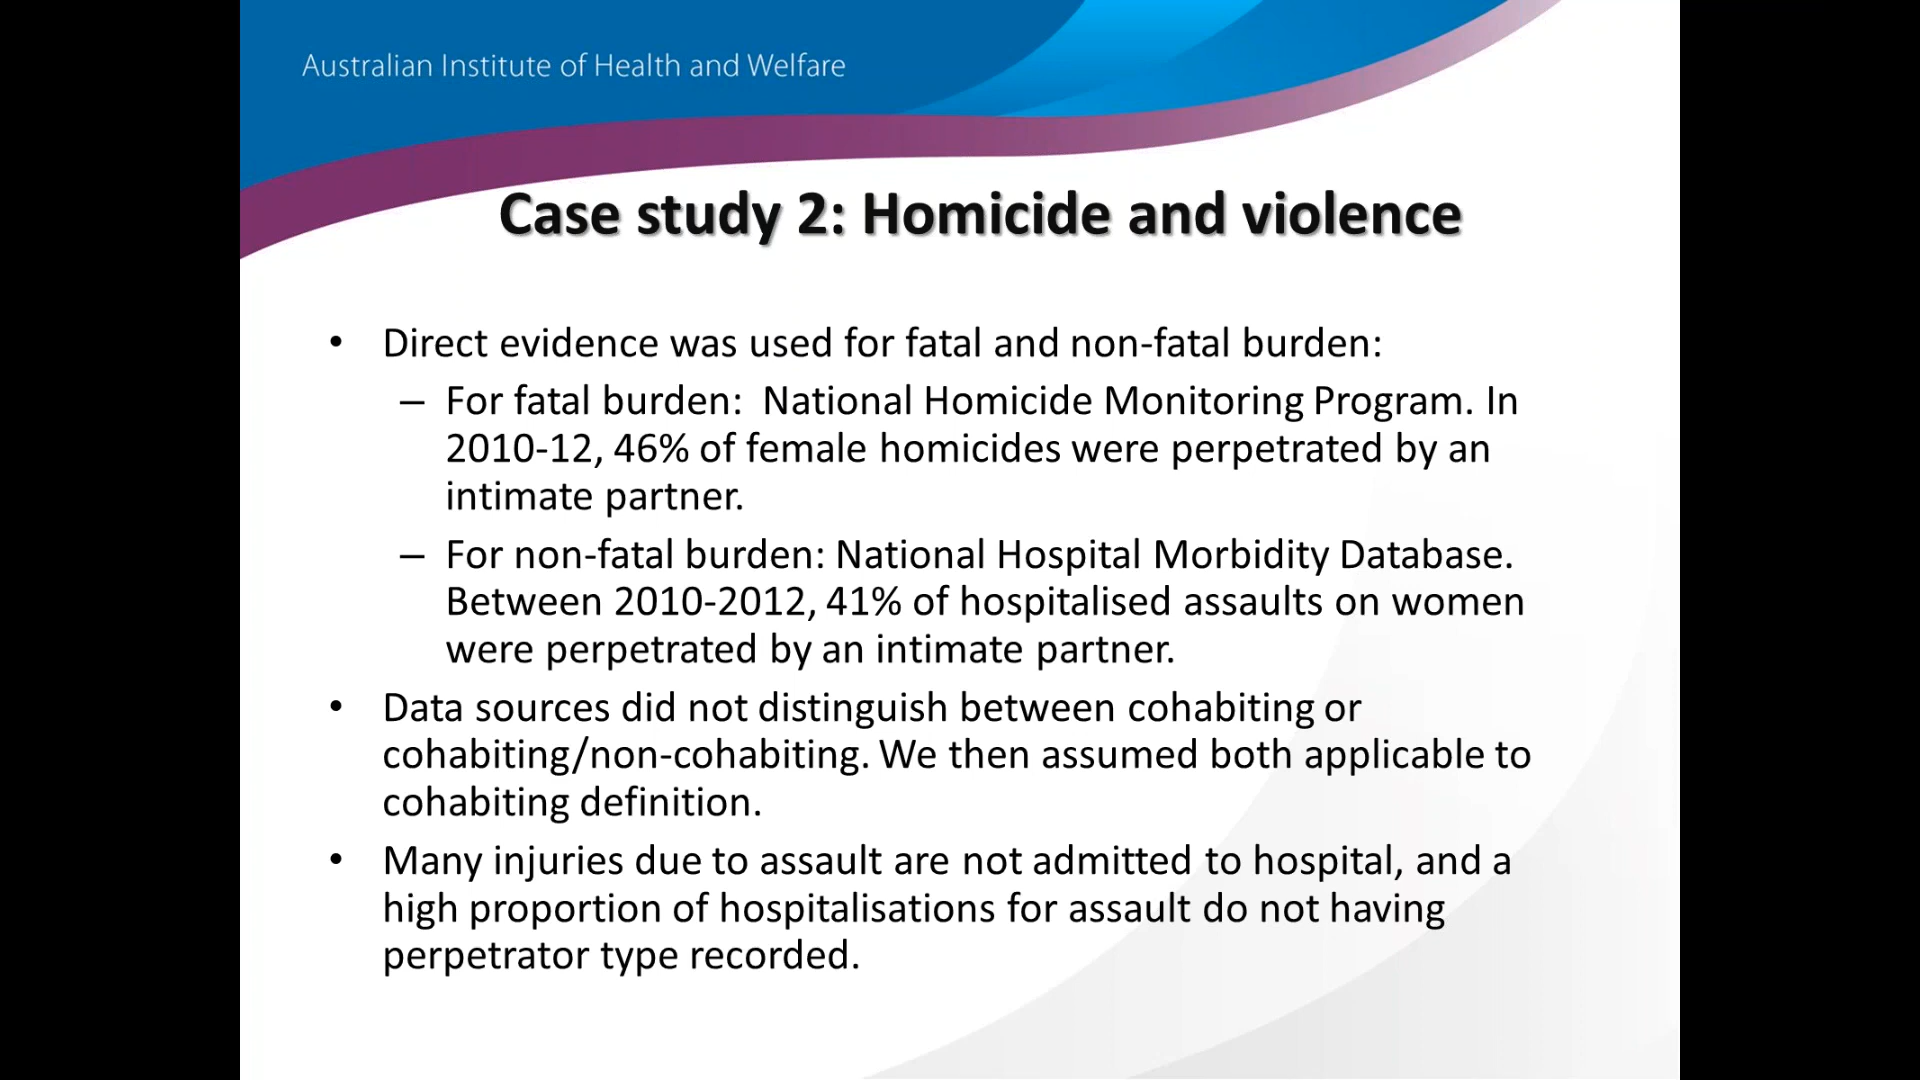 Australian Institute of Health and Welfare
Case study 2: Homicide and violence
• Direct evidence was used for fatal and non-fatal burden:
– For fatal burden:  National Homicide Monitoring Program. In
2010-12, 46% of female homicides were perpetrated by an
intimate partner.
– For non-fatal burden: National Hospital Morbidity Database.
Between 2010-2012, 41% of hospitalised assaults on women
were perpetrated by an intimate partner.
• Data sources did not distinguish between cohabiting or
cohabiting/non-cohabiting. We then assumed both applicable to
cohabiting definition.
• Many injuries due to assault are not admitted to hospital, and a
high proportion of hospitalisations for assault do not having
perpetrator type recorded.